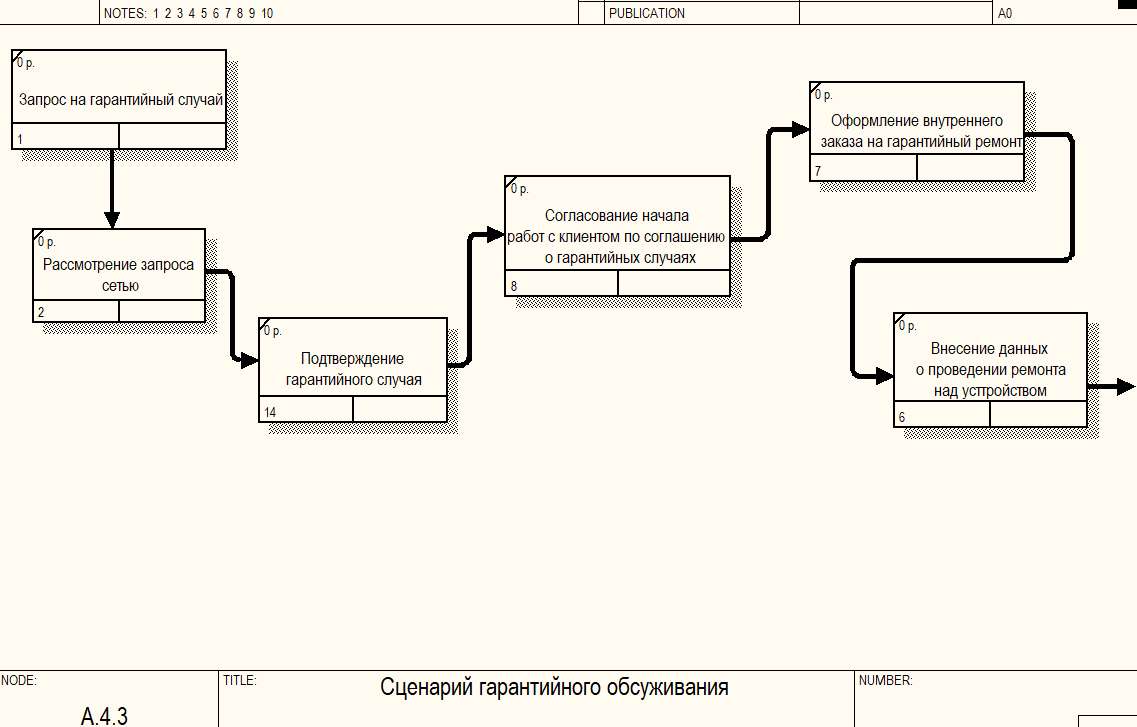 NOTES: 1 2 3 4 5 6 7 8 9 10
PUBLICATION
A0
0 р.
Запрос на гарантийный случай
1
0 р.
Рассмотрение запроса
сетью
2
0 р.
Подтверждение
гарантийного случая
14
0 р.
Согласование начала
работ с клиентом по соглашению
о гарантийных случаях
8
0 р.
Оформление внутреннего
заказа на гарантийный ремонт
7
0 р.
Внесение данных
о проведении ремонта
над усттройством
6
NODE:
А.4.3
TITLE:
Сценарий гарантийного обсуживания
NUMBER: